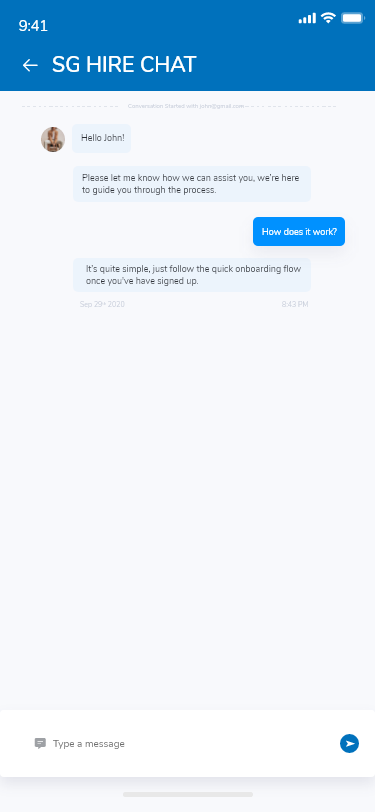 9:41
SG HIRE CHAT
Conversation Started with john@gmail.com
Hello John!
Please let me know how we can assist you, we're here
to guide you through the process.
How does it work?
It's quite simple, just follow the quick onboarding flow
once you've have signed up.
Sep 29ᵗ 2020 9:43 PM
Type a message